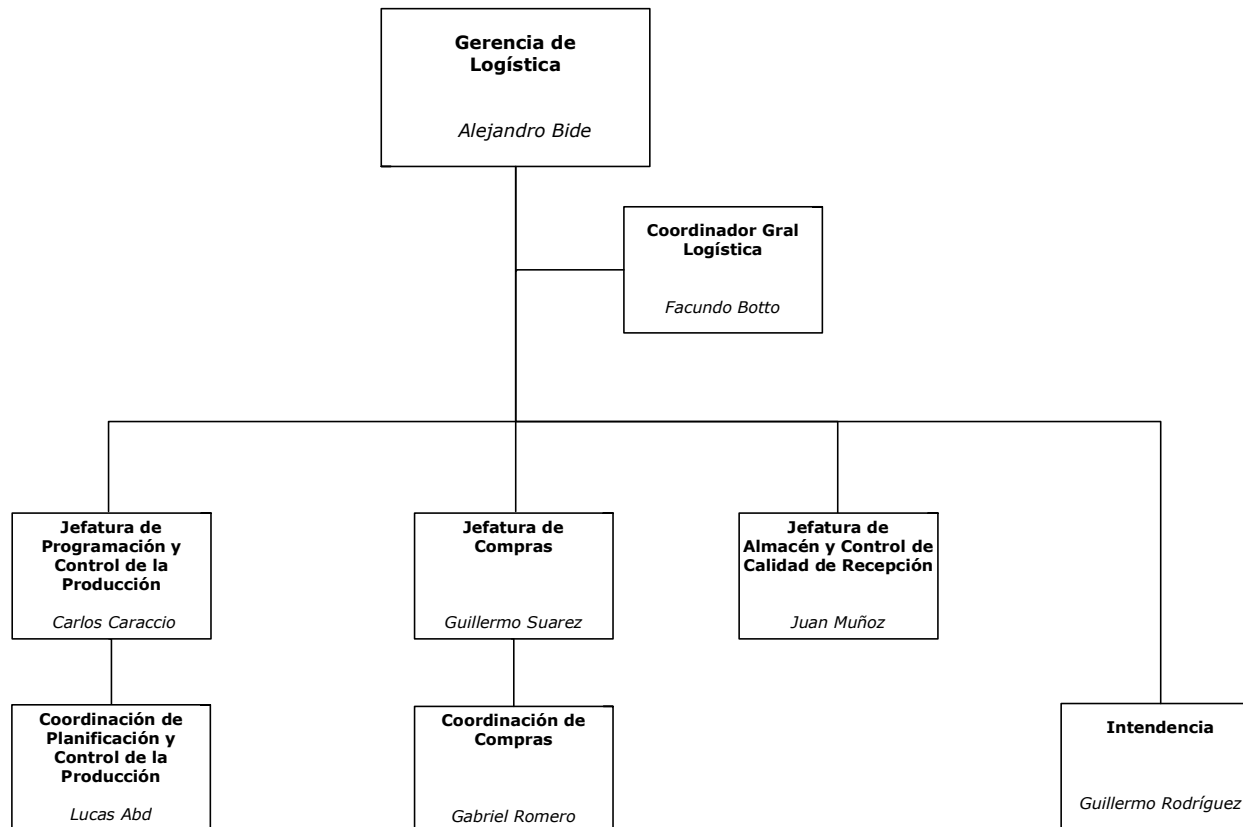 Gerencia de
Logística
Alejandro Bide
Coordinador Gral
Logística
Facundo Botto
Jefatura de
Programación y
Control de la
Producción
Carlos Caraccio
Jefatura de
Compras
Guillermo Suarez
Jefatura de
Almacén y Control de
Calidad de Recepción
Juan Muñoz
Coordinación de
Planificación y
Control de la
Producción
Lucas Abd
Coordinación de
Compras
Gabriel Romero
Intendencia
Guillermo Rodríguez